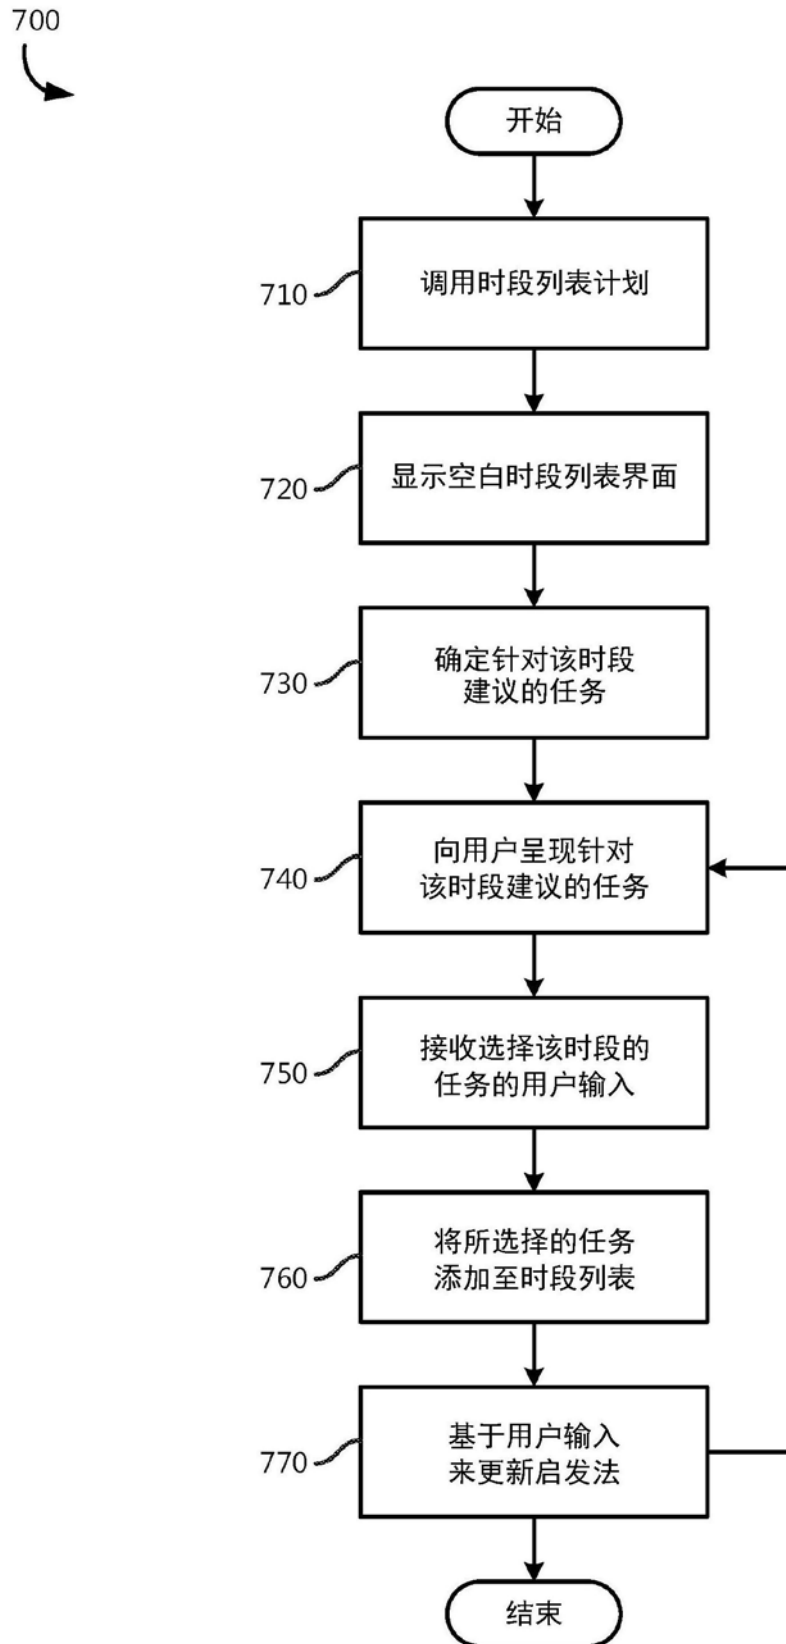 700
开始
710
调用时段列表计划
720
显示空白时段列表界面
730
确定针对该时段
建议的任务
740
向用户呈现针对
该时段建议的任务
750
接收选择该时段的
任务的用户输入
760
将所选择的任务
添加至时段列表
770
基于用户输入
来更新启发法
结束